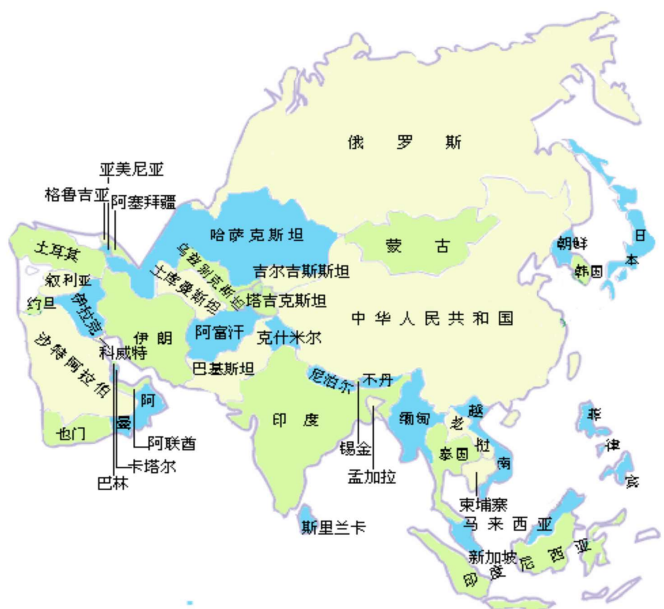 俄罗斯
亚美尼亚
格鲁吉亚
阿塞拜疆
哈萨克斯坦
土耳其
乌兹别克斯坦
蒙古
朝鲜
日本
叙利亚
土库曼斯坦
吉尔吉斯斯坦
韩国
约旦
伊拉克
塔吉克斯坦
中华人民共和国
伊朗
阿富汗
克什米尔
科威特
沙特阿拉伯
巴基斯坦
尼泊尔
不丹
阿曼
印度
缅甸
老挝
越南
菲律宾
也门
阿联酋
泰国
锡金
卡塔尔
孟加拉
巴林
柬埔寨
斯里兰卡
马来西亚
新加坡
印度尼西亚